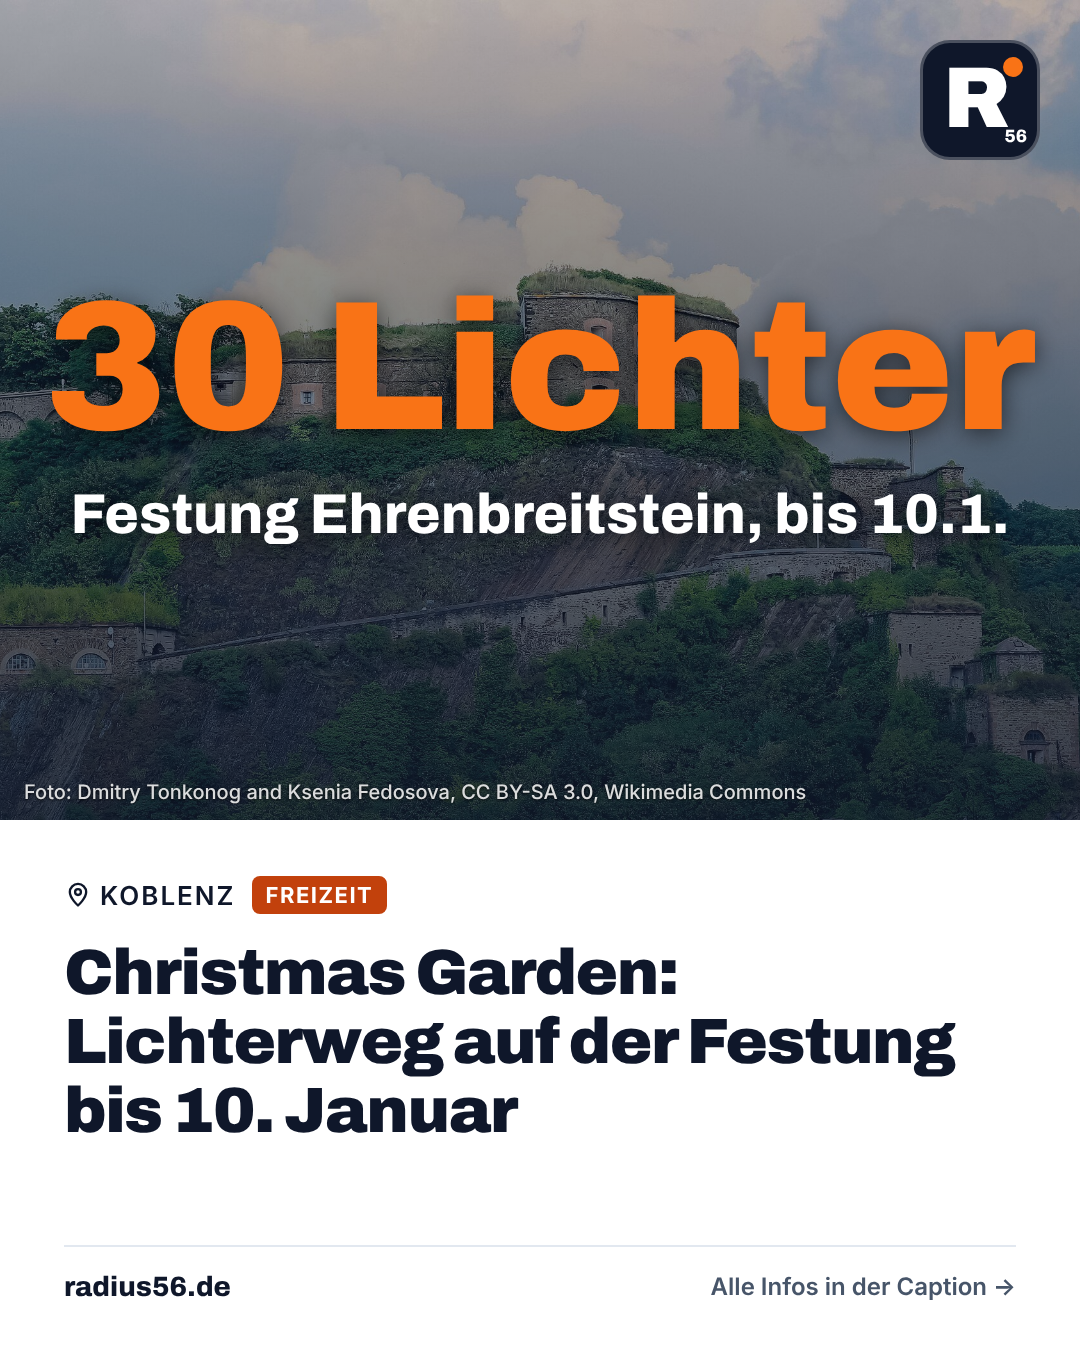 R
56
30 Lichter
Festung Ehrenbreitstein, bis 10.1.
Foto: Dmitry Tonkonog and Ksenia Fedosova, CC BY-SA 3.0, Wikimedia Commons
KOBLENZ FREIZEIT
Christmas Garden:
Lichterweg auf der Festung
bis 10. Januar
radius56.de Alle Infos in der Caption →